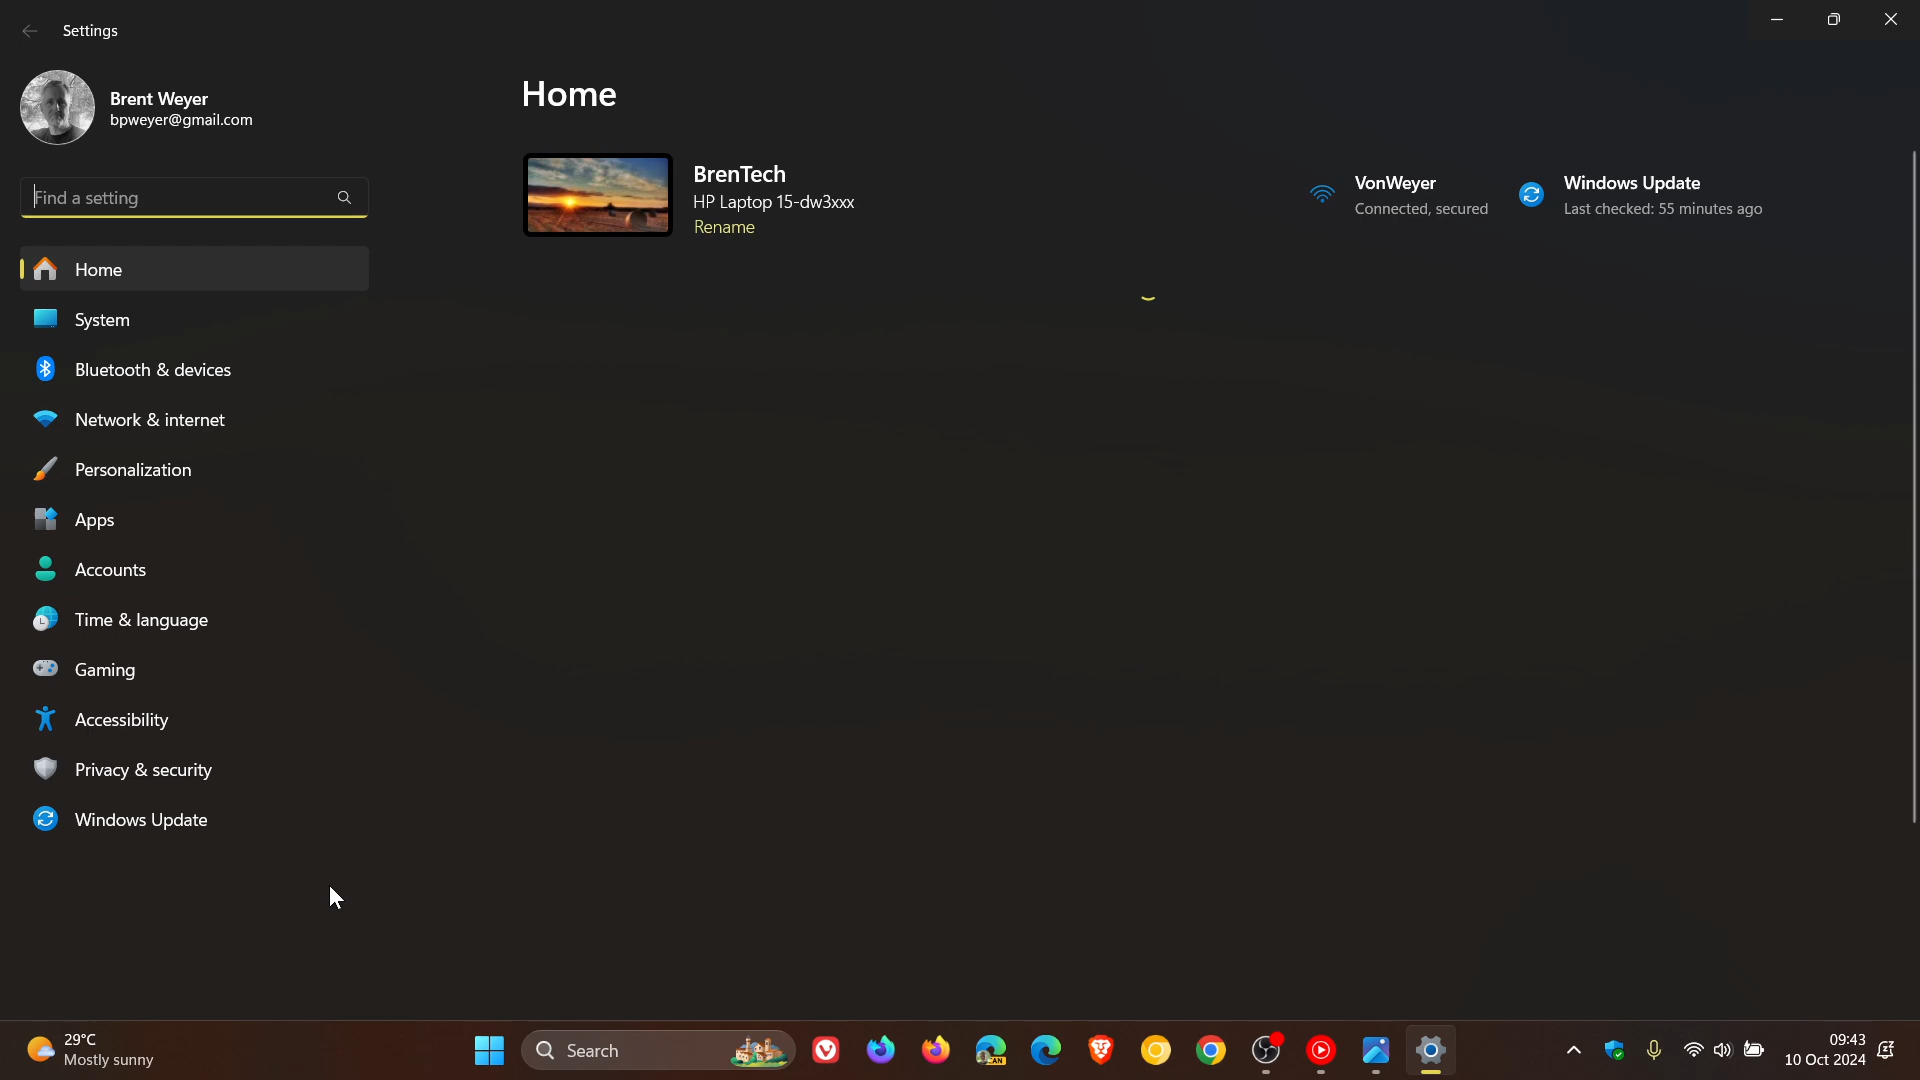 Settings
Brent Weyer
bpweyer@gmail.com
Find a setting
Home
System
Bluetooth & devices
Network & internet
Personalization
Apps
Accounts
Time & language
Gaming
Accessibility
Privacy & security
Windows Update
Home
BrenTech
HP Laptop 15-dw3xxx
Rename
VonWeyer
Connected, secured
Windows Update
Last checked: 55 minutes ago
29°C
Mostly sunny
Search
CAN
09:43
10 Oct 2024